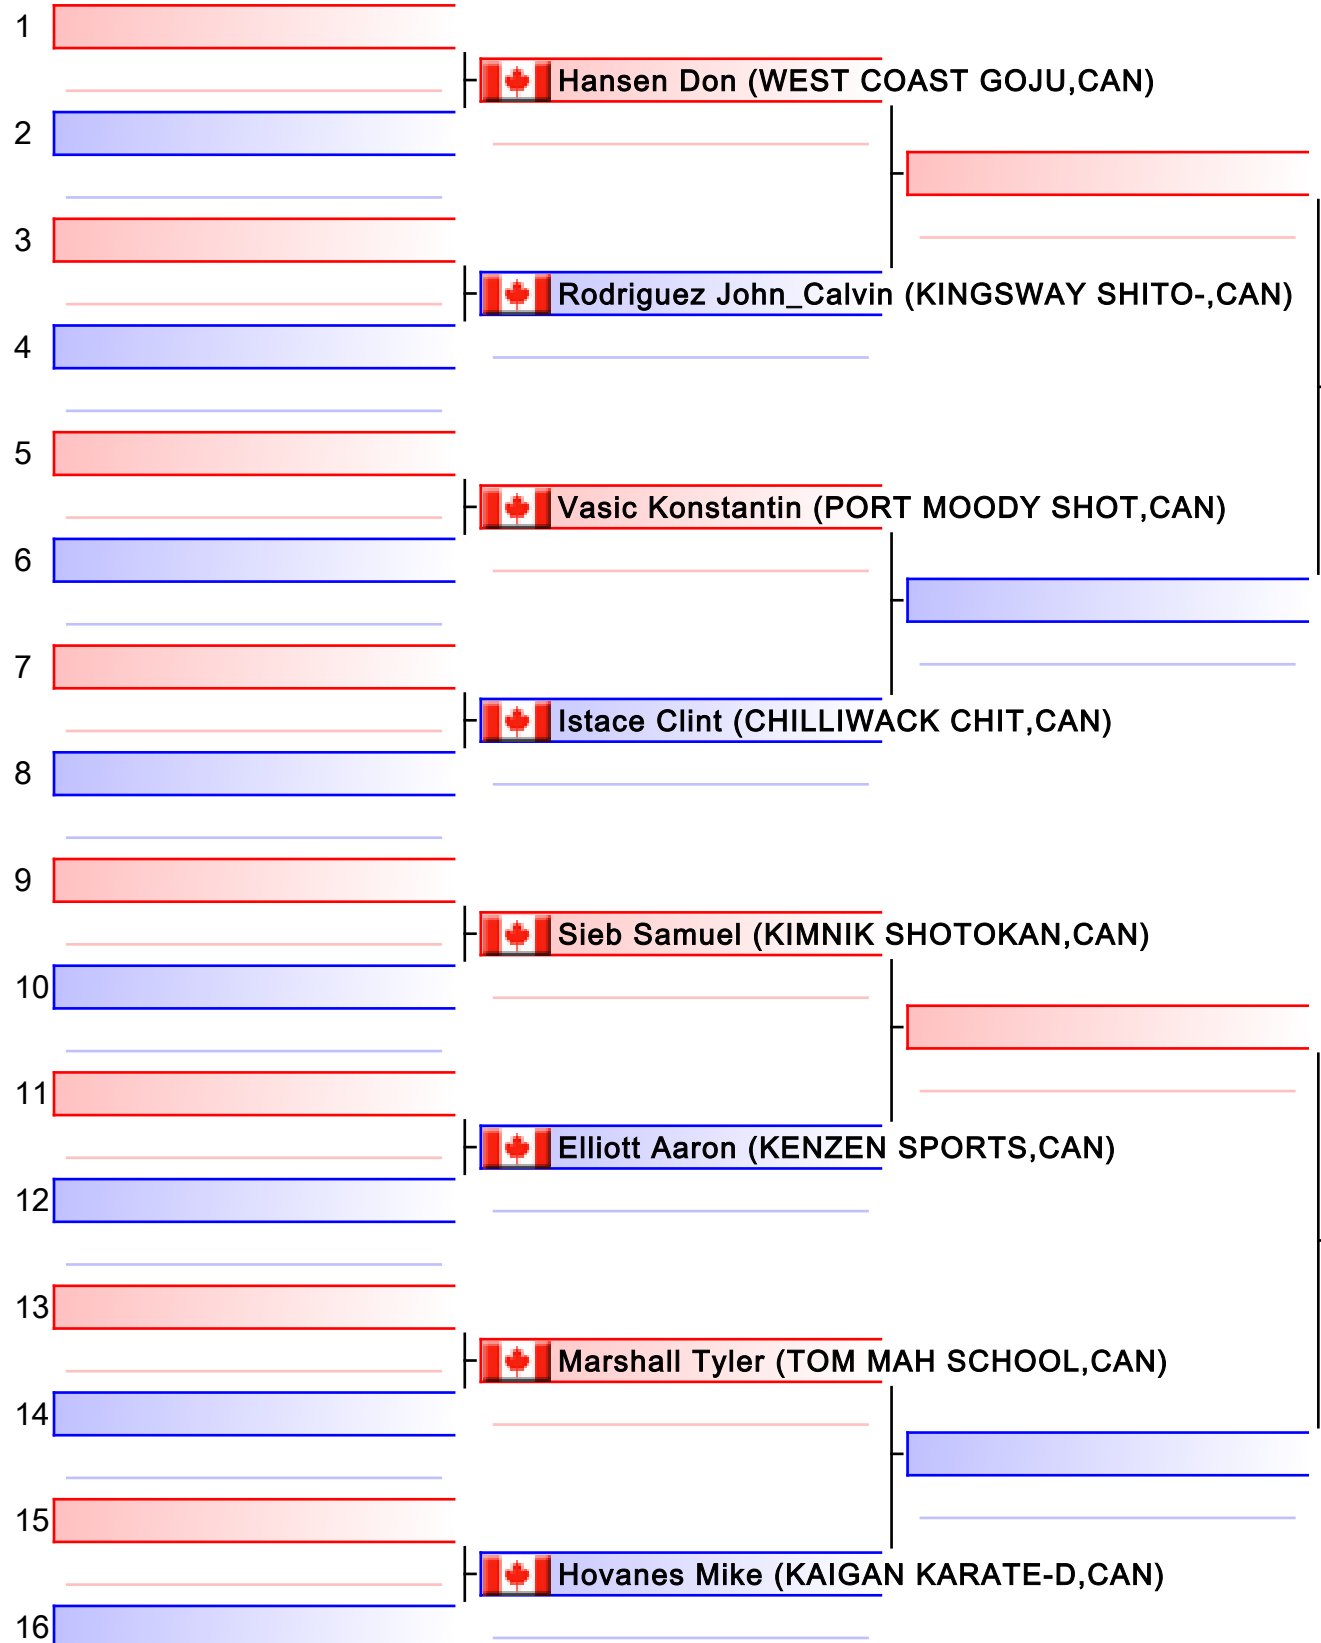 1
Hansen Don (WEST COAST GOJU,CAN)
2
3
Rodriguez John_Calvin (KINGSWAY SHITO-,CAN)
4
5
Vasic Konstantin (PORT MOODY SHOT,CAN)
6
7
Istace Clint (CHILLIWACK CHIT,CAN)
8
9
Sieb Samuel (KIMNIK SHOTOKAN,CAN)
10
11
Elliott Aaron (KENZEN SPORTS,CAN)
12
13
Marshall Tyler (TOM MAH SCHOOL,CAN)
14
15
Hovanes Mike (KAIGAN KARATE-D,CAN)
16